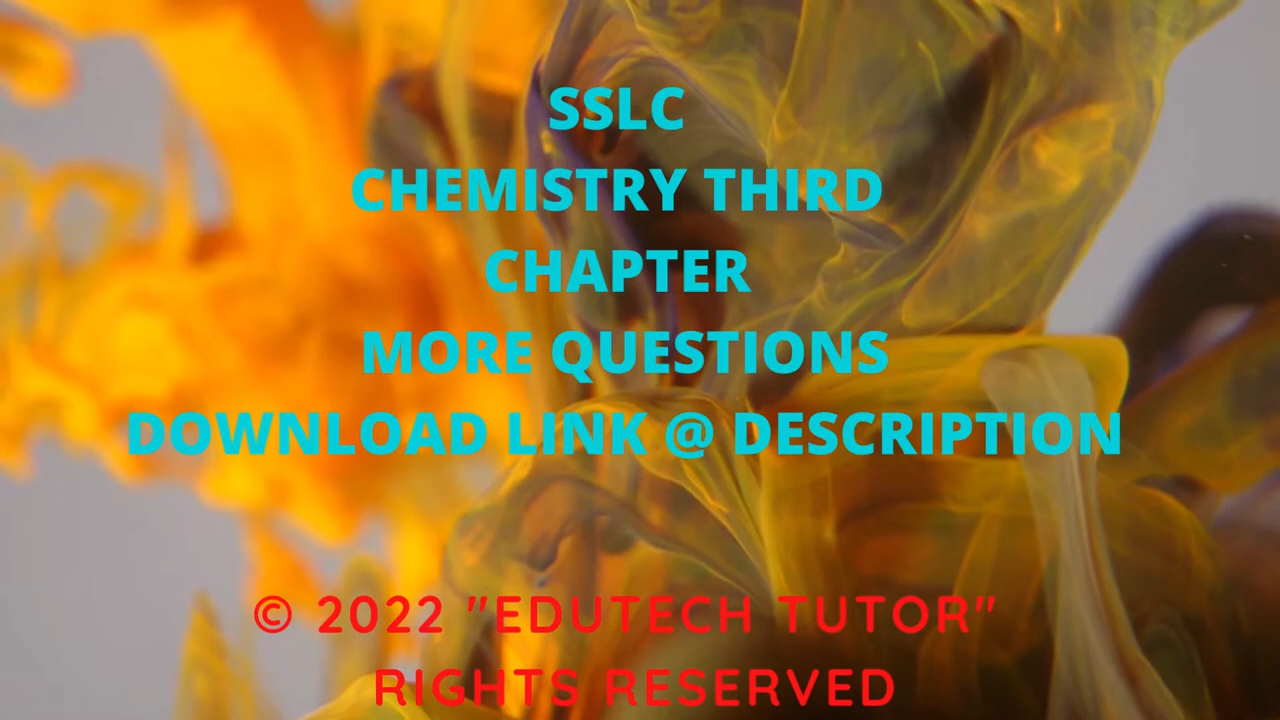 SSLC
CHEMISTRY THIRD
CHAPTER
MORE QUESTIONS
DOWNLOAD LINK @ DESCRIPTION
© 2022 "EDUTECH TUTOR"
RIGHTS RESERVED